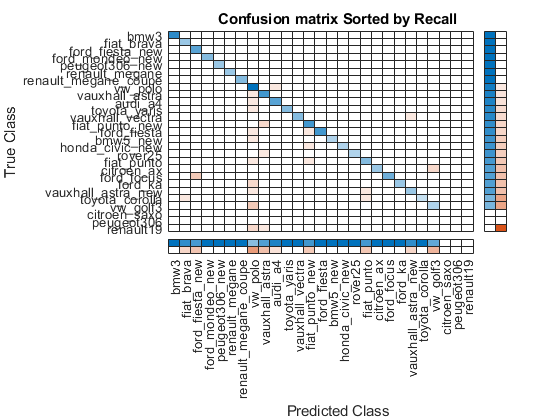 Confusion matrix Sorted by Recall
True Class
bmw3
fiat_brava
ford_fiesta_new
ford_mondeo_new
peugeot306_new
renault_megane
renault_megane_coupe
vw_polo
vauxhall_astra
audi_a4
toyota_yaris
vauxhall_vectra
fiat_punto_new
ford_fiesta
bmw5_new
honda_civic_new
rover25
fiat_punto
citroen_ax
ford_focus
ford_ka
vauxhall_astra_new
toyota_corolla
vw_golf3
citroen_saxo
peugeot306
renault19
bmw3
fiat_brava
ford_fiesta_new
ford_mondeo_new
peugeot306_new
renault_megane
renault_megane_coupe
vw_polo
vauxhall_astra
audi_a4
toyota_yaris
vauxhall_vectra
fiat_punto_new
ford_fiesta
bmw5_new
honda_civic_new
rover25
fiat_punto
citroen_ax
ford_focus
ford_ka
vauxhall_astra_new
toyota_corolla
vw_golf3
citroen_saxo
peugeot306
renault19
Predicted Class